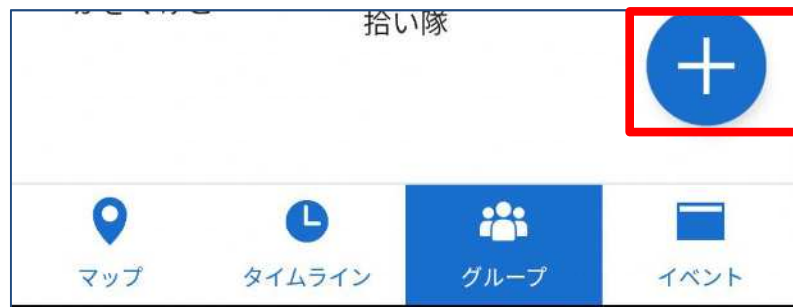 拾い隊
マップ
タイムライン
グループ
イベント